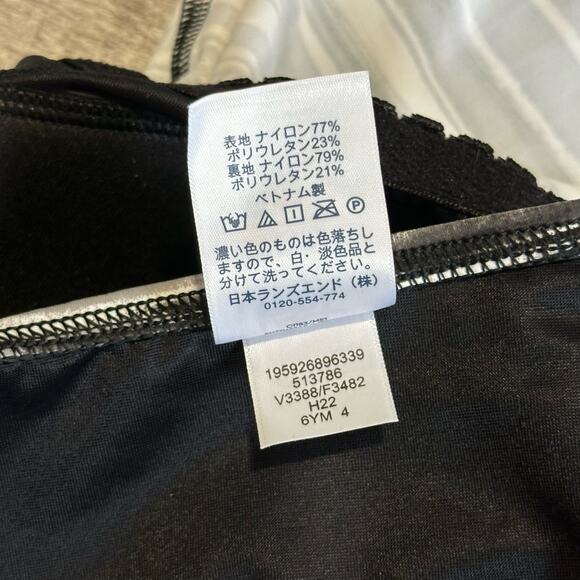 表地 ナイロン77%
ポリウレタン23%
裏地 ナイロン79%
ポリウレタン21%
ベトナム製
濃い色のものは色落ちし
ますので、白・淡色品と
分けて洗ってください。
日本ランズエンド（株）
0120-554-774
195926896339
513786
V3388/F3482
H22
6YM 4